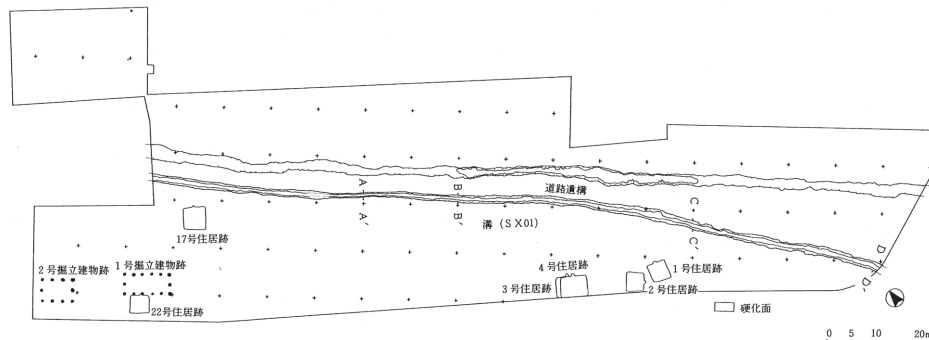 道路遺構
A
A'
B
B'
C
C'
D
D'
溝 (SX01)
17号住居跡
2号掘立建物跡
1号掘立建物跡
22号住居跡
4号住居跡
3号住居跡
1号住居跡
2号住居跡
硬化面
0 5 10 20m